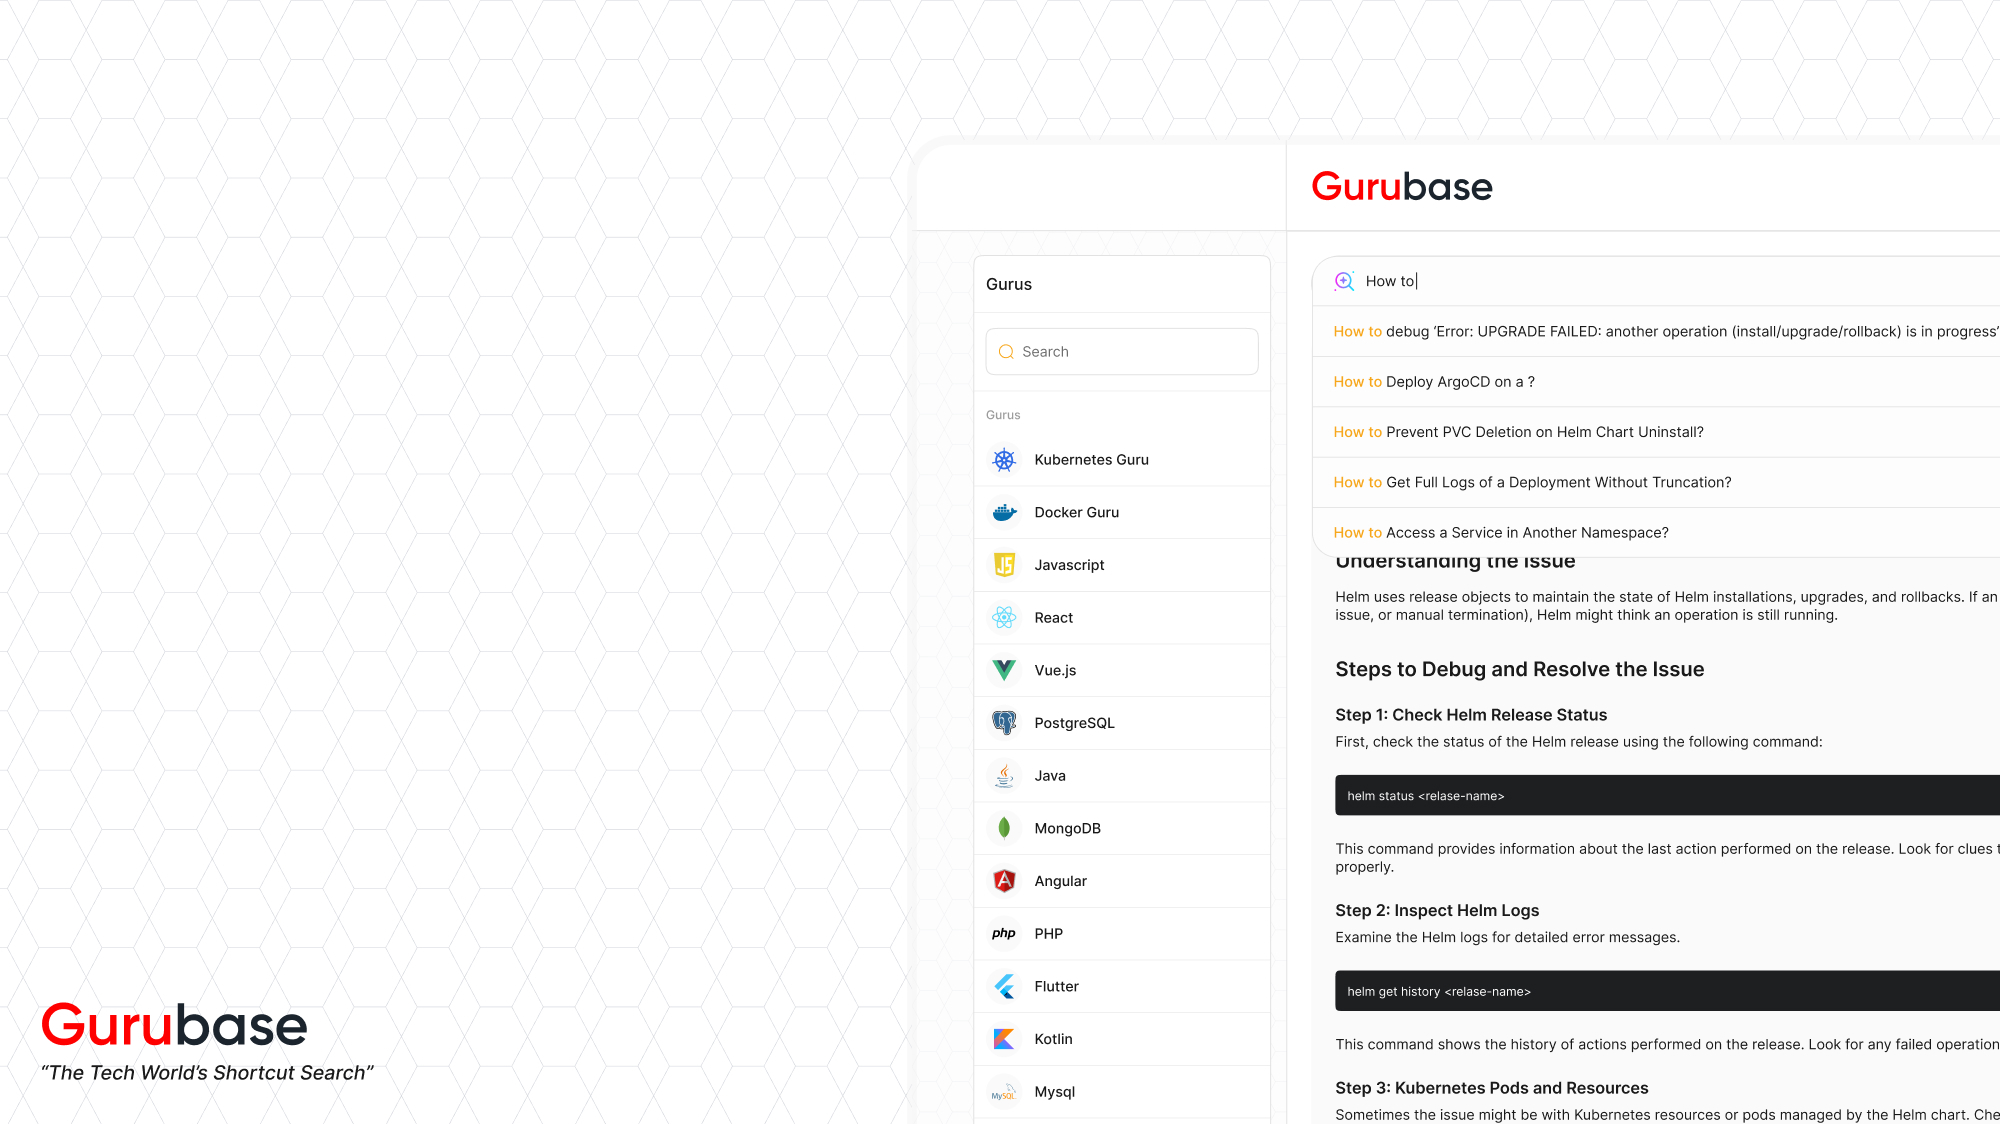 Gurubase
Gurus
Search
Gurus
Kubernetes Guru
Docker Guru
Javascript
React
Vue.js
PostgreSQL
Java
MongoDB
Angular
php PHP
Flutter
Kotlin
MySQL Mysql
How to
How to debug ‘Error: UPGRADE FAILED: another operation (install/upgrade/rollback) is in progress’
How to Deploy ArgoCD on a ?
How to Prevent PVC Deletion on Helm Chart Uninstall?
How to Get Full Logs of a Deployment Without Truncation?
How to Access a Service in Another Namespace?
Understanding the Issue
Helm uses release objects to maintain the state of Helm installations, upgrades, and rollbacks. If an
issue, or manual termination), Helm might think an operation is still running.
Steps to Debug and Resolve the Issue
Step 1: Check Helm Release Status
First, check the status of the Helm release using the following command:
helm status <relase-name>
This command provides information about the last action performed on the release. Look for clues
properly.
Step 2: Inspect Helm Logs
Examine the Helm logs for detailed error messages.
helm get history <relase-name>
This command shows the history of actions performed on the release. Look for any failed operation
Step 3: Kubernetes Pods and Resources
Sometimes the issue might be with Kubernetes resources or pods managed by the Helm chart.
Gurubase
“The Tech World’s Shortcut Search”